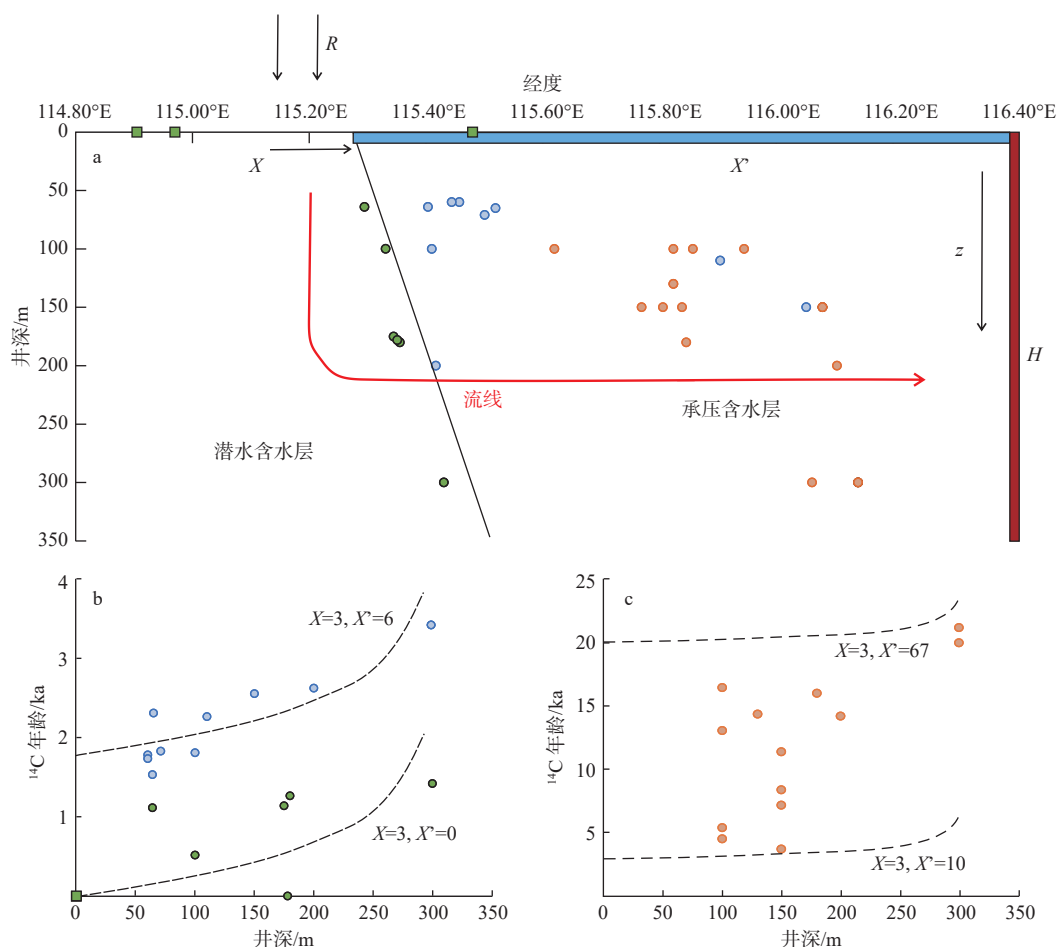 R
经度
114.80°E 115.00°E 115.20°E 115.40°E 115.60°E 115.80°E 116.00°E 116.20°E 116.40°E
0
a
X
X’
50
100
z
150
井深/m
200
H
流线
承压含水层
250
潜水含水层
300
350
4
b
X=3, X’=6
3
2
¹⁴C 年龄/ka
1
X=3, X’=0
0 50 100 150 200 250 300 350
井深/m
25
c
20
X=3, X’=67
15
¹⁴C 年龄/ka
10
5
X=3, X’=10
0 50 100 150 200 250 300 350
井深/m